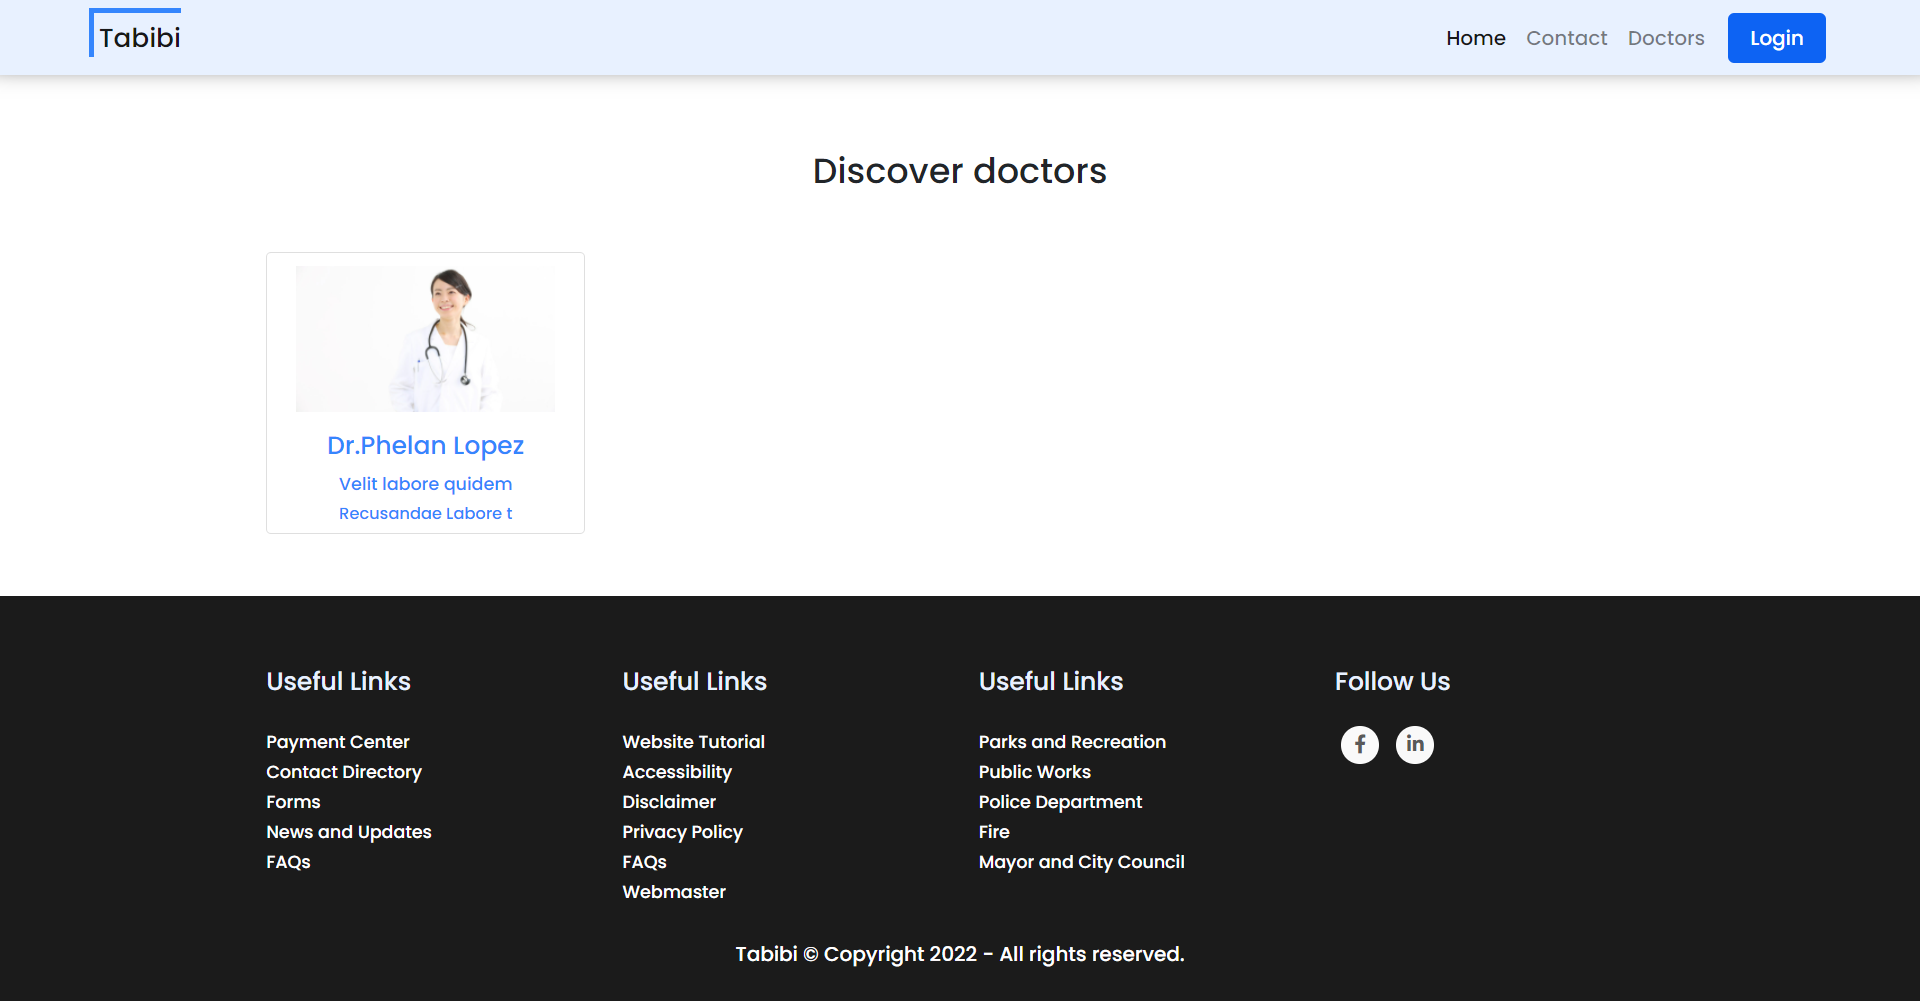 Tabibi
Home Contact Doctors Login
Discover doctors
Dr.Phelan Lopez
Velit labore quidem
Recusandae Labore t
Useful Links
Payment Center
Contact Directory
Forms
News and Updates
FAQs
Useful Links
Website Tutorial
Accessibility
Disclaimer
Privacy Policy
FAQs
Webmaster
Useful Links
Parks and Recreation
Public Works
Police Department
Fire
Mayor and City Council
Follow Us
Tabibi © Copyright 2022 - All rights reserved.